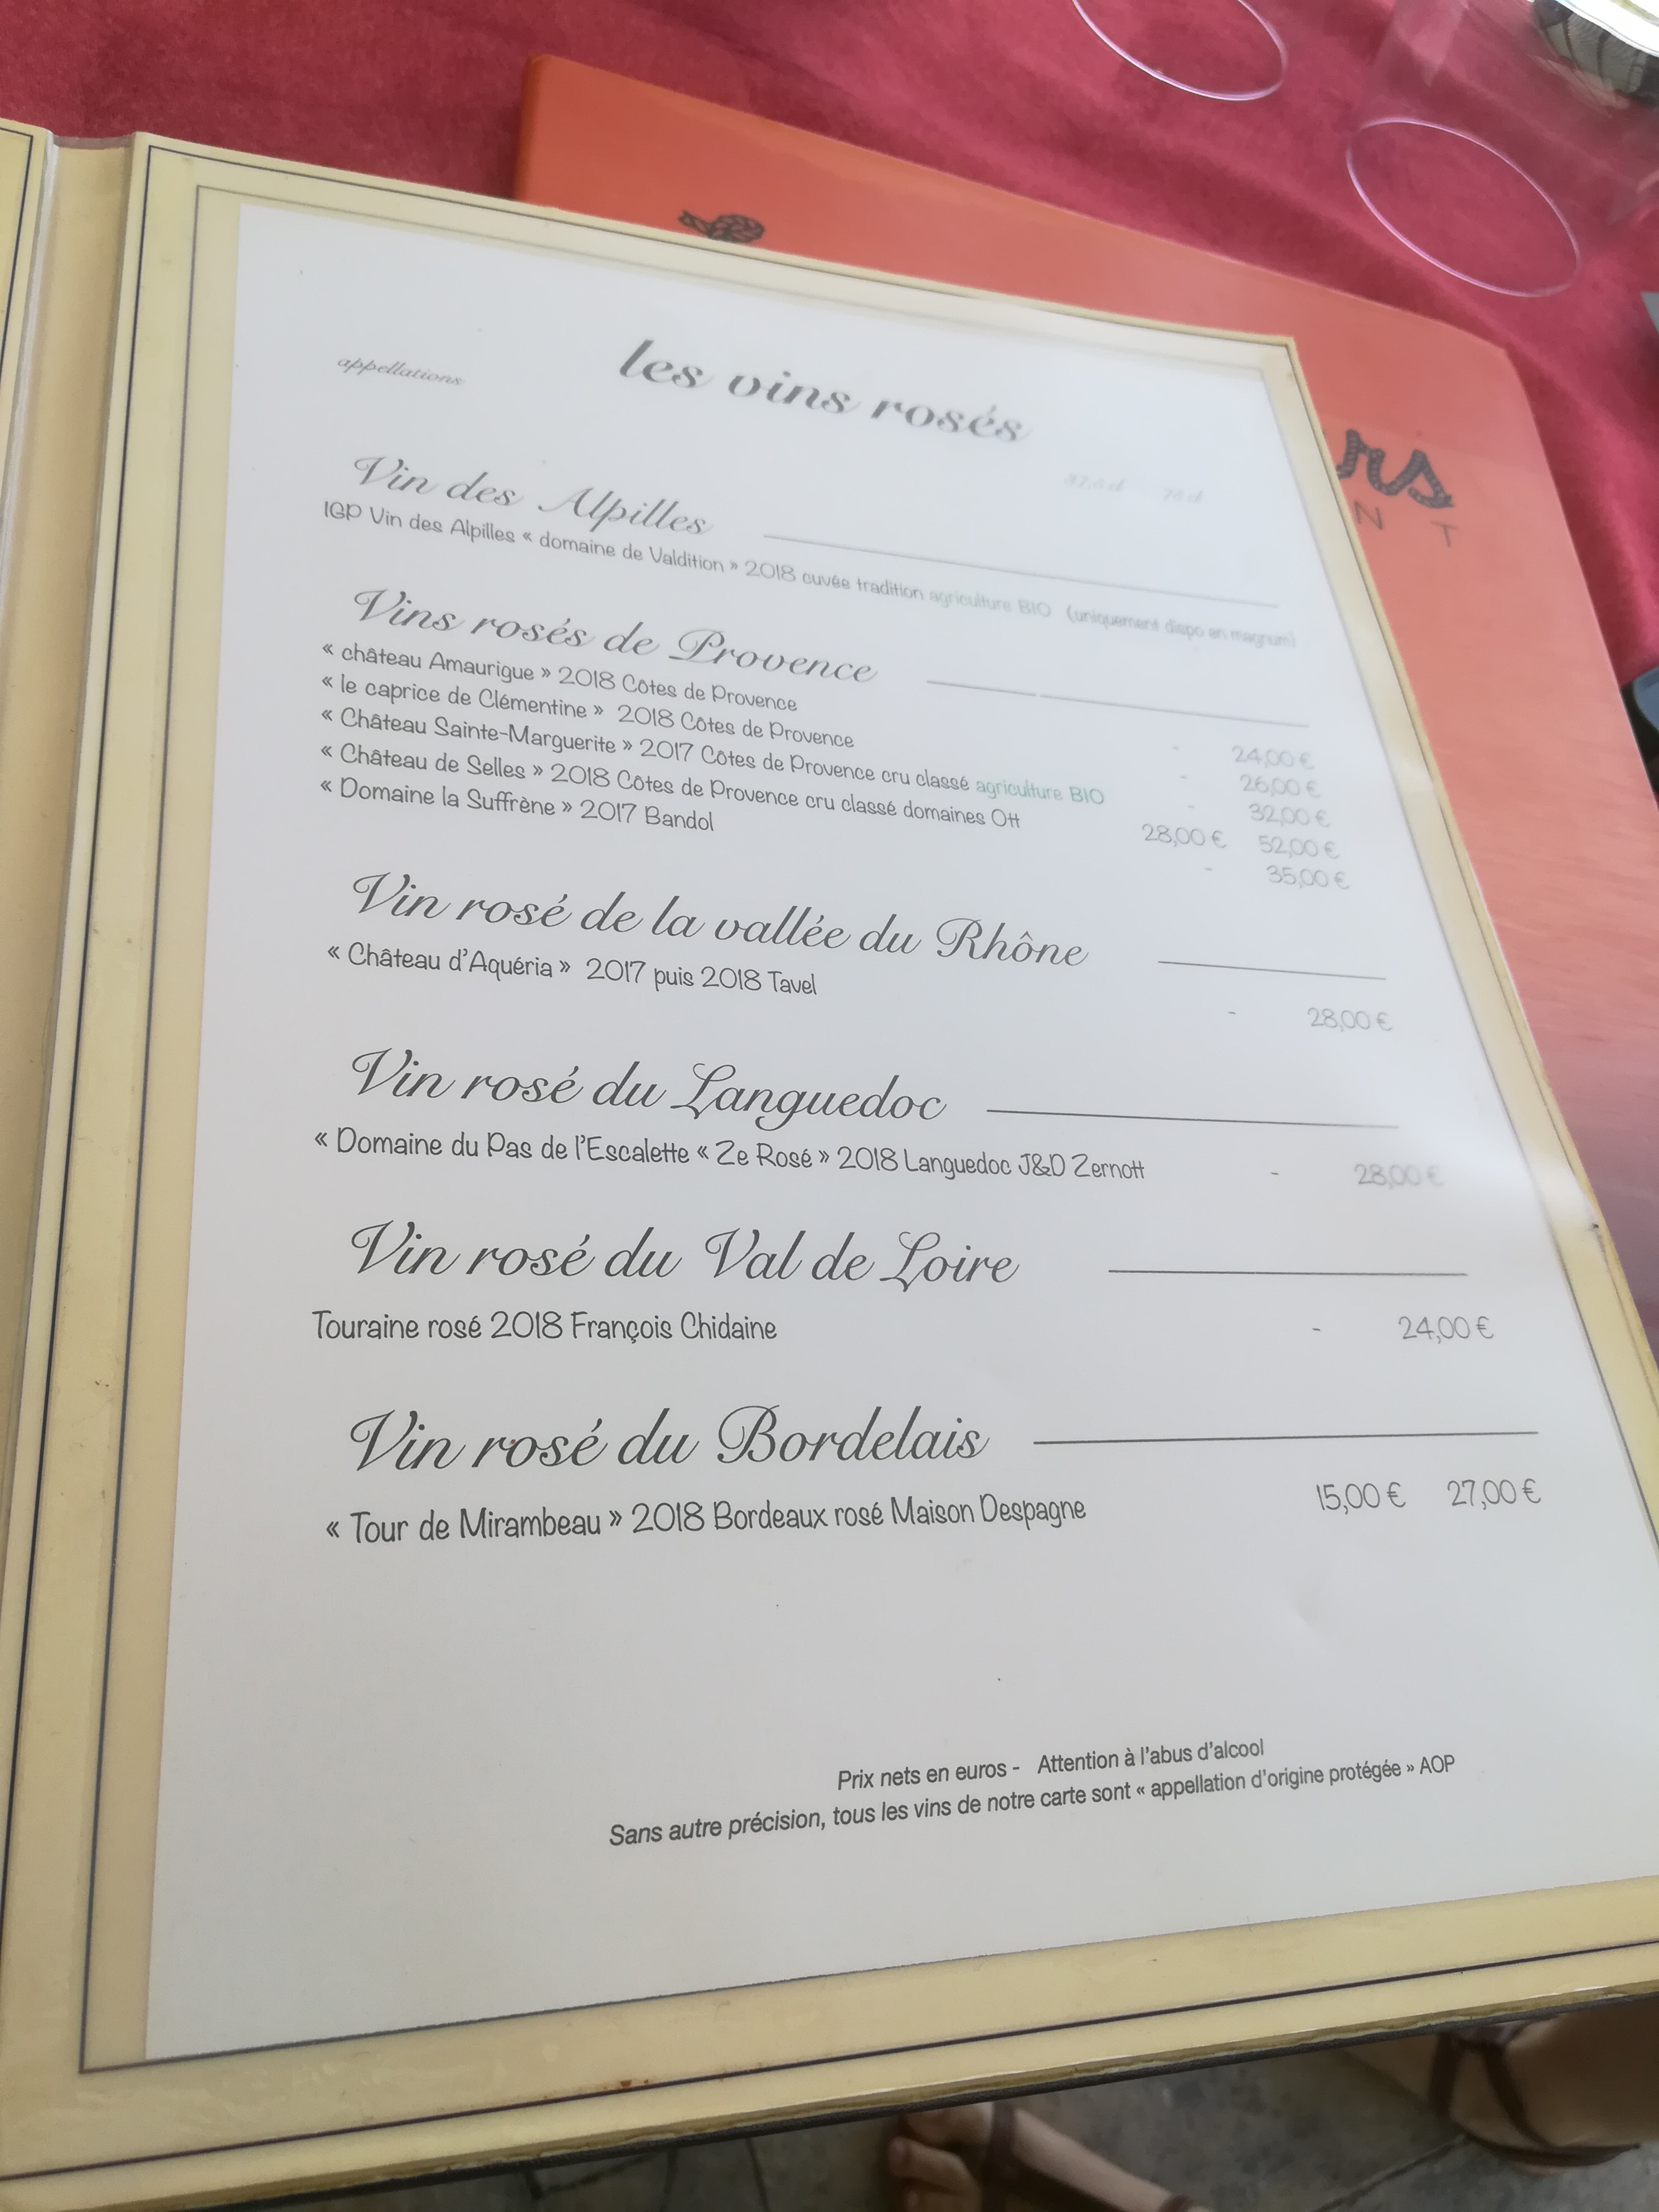 les vins rosés
appellations
37,5 cl 75 cl
Vin des Alpilles
IGP Vin des Alpilles « domaine de Valdition » 2018 cuvée tradition agriculture BIO (uniquement dispo en magnum)
Vins rosés de Provence
« château Amaurigue » 2018 Côtes de Provence - 24,00 €
« le caprice de Clémentine » 2018 Côtes de Provence - 26,00 €
« Château Sainte-Marguerite » 2017 Côtes de Provence cru classé agriculture BIO - 32,00 €
« Château de Selles » 2018 Côtes de Provence cru classé domaines Ott 28,00 € 52,00 €
« Domaine la Suffrène » 2017 Bandol - 35,00 €
Vin rosé de la vallée du Rhône
« Château d'Aquéria » 2017 puis 2018 Tavel - 28,00 €
Vin rosé du Languedoc
« Domaine du Pas de l'Escalette « Ze Rosé » 2018 Languedoc J&D Zernott - 28,00 €
Vin rosé du Val de Loire
Touraine rosé 2018 François Chidaine - 24,00 €
Vin rosé du Bordelais
« Tour de Mirambeau » 2018 Bordeaux rosé Maison Despagne 15,00 € 27,00 €
Prix nets en euros - Attention à l'abus d'alcool
Sans autre précision, tous les vins de notre carte sont « appellation d'origine protégée » AOP
rs
N T